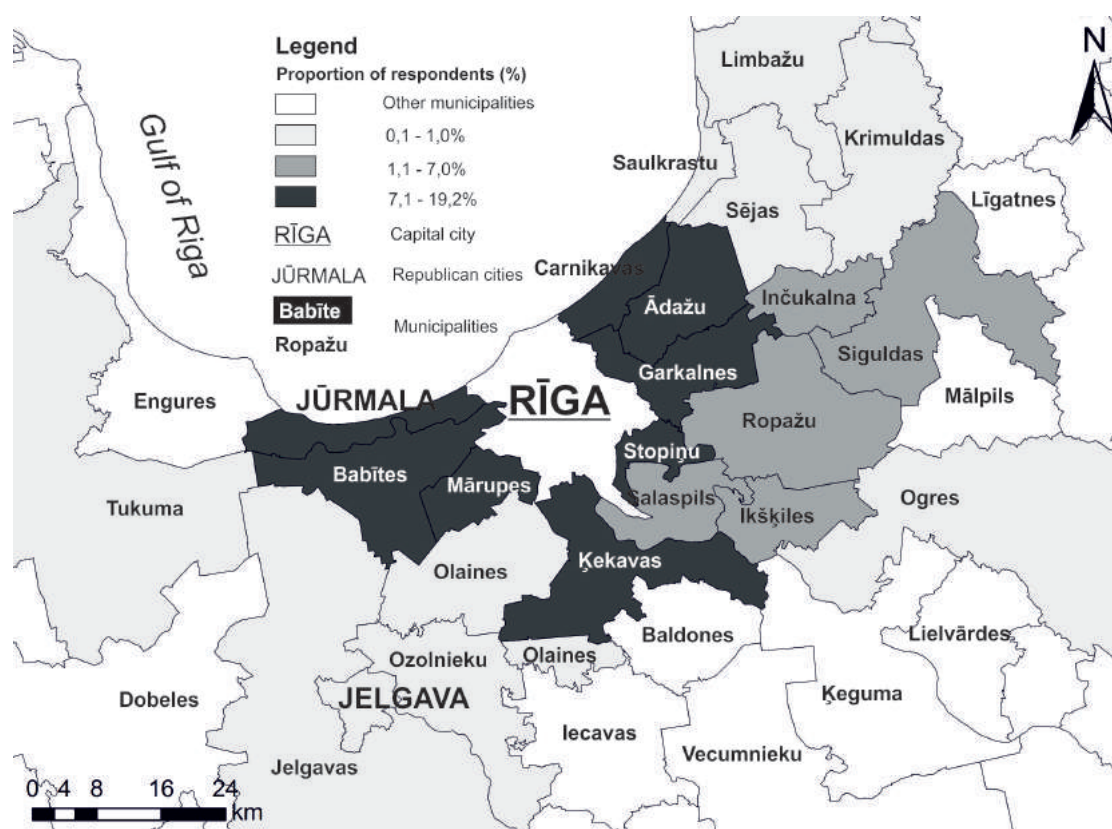 Legend
Proportion of respondents (%)
Other municipalities
0,1 - 1,0%
1,1 - 7,0%
7,1 - 19,2%
RĪGA Capital city
JŪRMALA Republican cities
Babīte
Municipalities
Ropažu
N
Gulf of Riga
Limbažu
Krimuldas
Saulkrastu
Līgatnes
Sējas
Carnikavas
Inčukalna
Ādažu
Siguldas
Garkalnes
Mālpils
Engures
JŪRMALA
RĪGA
Ropažu
Stopiņu
Babītes
Mārupes
Salaspils
Ogres
Tukuma
Ikšķiles
Ķekavas
Olaines
Baldones
Lielvārdes
Olaines
Ozolnieku
Ķeguma
Dobeles
JELGAVA
Iecavas
Vecumnieku
Jelgavas
0 4 8 16 24
km